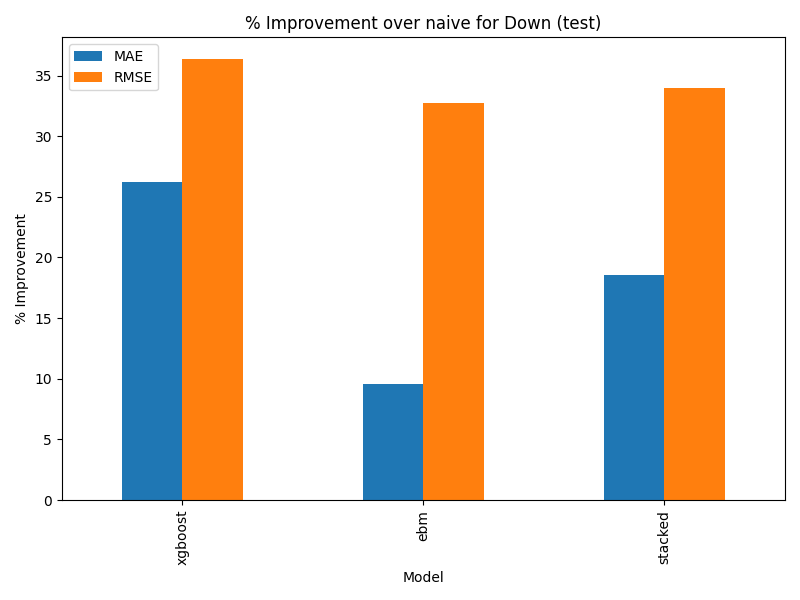 % Improvement over naive for Down (test)
MAE
RMSE
% Improvement
35
30
25
20
15
10
5
0
xgboost
ebm
stacked
Model